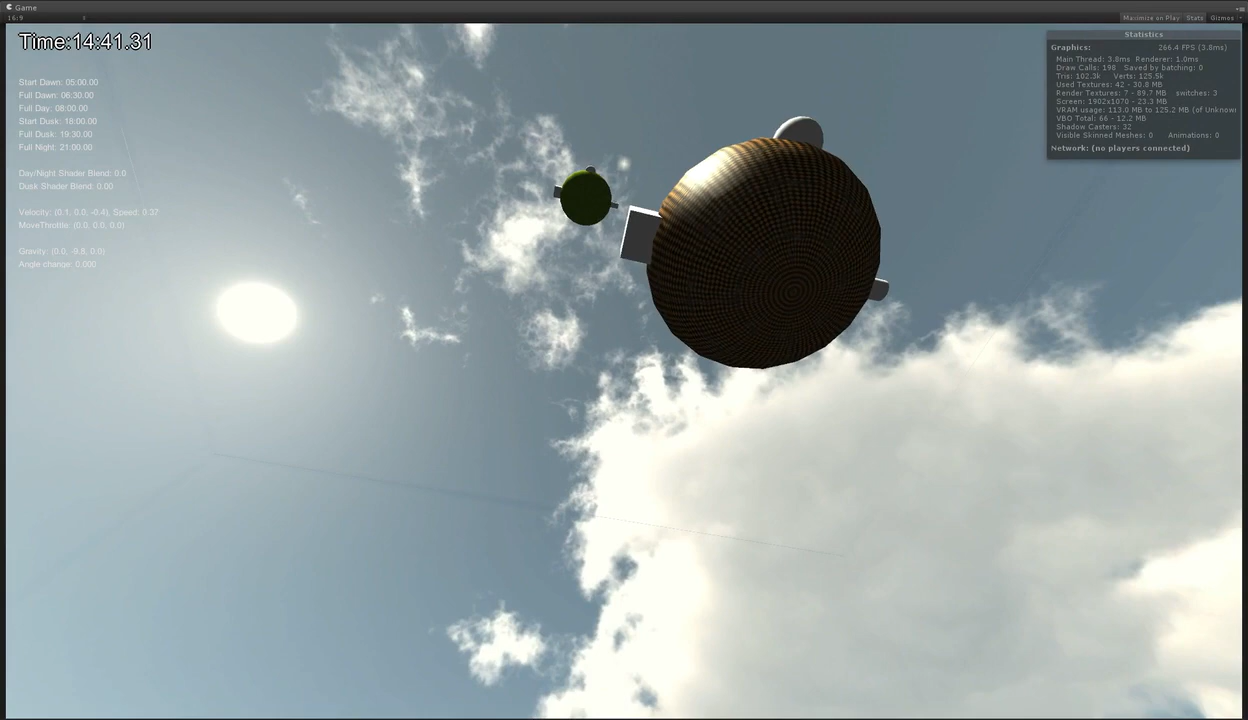 Game
16:9
Maximize on Play Stats Gizmos
Time:14:41.31
Start Dawn: 05:00.00
Full Dawn: 06:30.00
Full Day: 08:00.00
Start Dusk: 18:00.00
Full Dusk: 19:30.00
Full Night: 21:00.00
Day/Night Shader Blend: 0.0
Dusk Shader Blend: 0.00
Velocity: (0.1, 0.0, -0.4), Speed: 0.37
MoveThrottle: (0.0, 0.0, 0.0)
Gravity: (0.0, -9.8, 0.0)
Angle change: 0.000
Statistics
Graphics: 266.4 FPS (3.8ms)
Main Thread: 3.8ms Renderer: 1.0ms
Draw Calls: 198 Saved by batching: 0
Tris: 102.3k Verts: 125.5k
Used Textures: 42 - 30.8 MB
Render Textures: 7 - 89.7 MB switches: 3
Screen: 1902x1070 - 23.3 MB
VRAM usage: 113.0 MB to 125.2 MB (of Unknow
VBO Total: 66 - 12.2 MB
Shadow Casters: 32
Visible Skinned Meshes: 0 Animations: 0
Network: (no players connected)